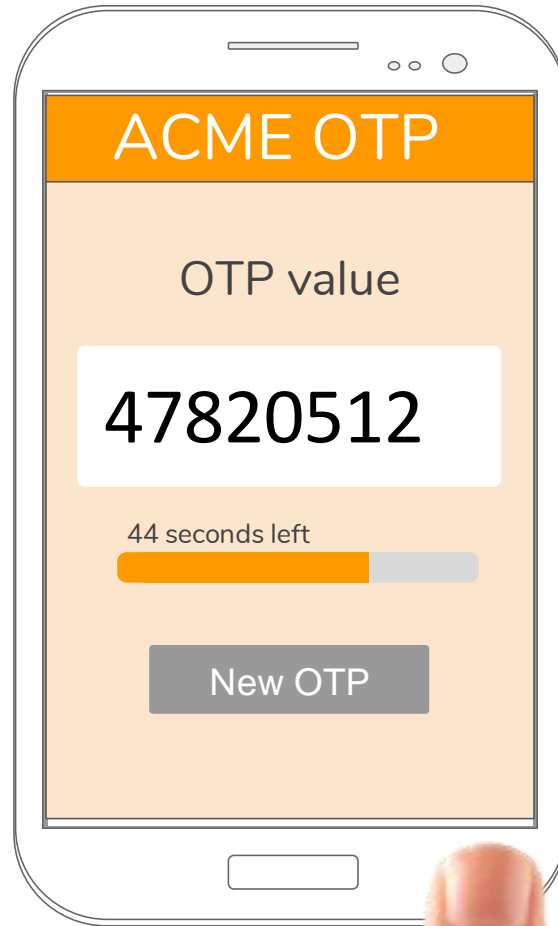 ACME OTP
OTP value
47820512
44 seconds left
New OTP